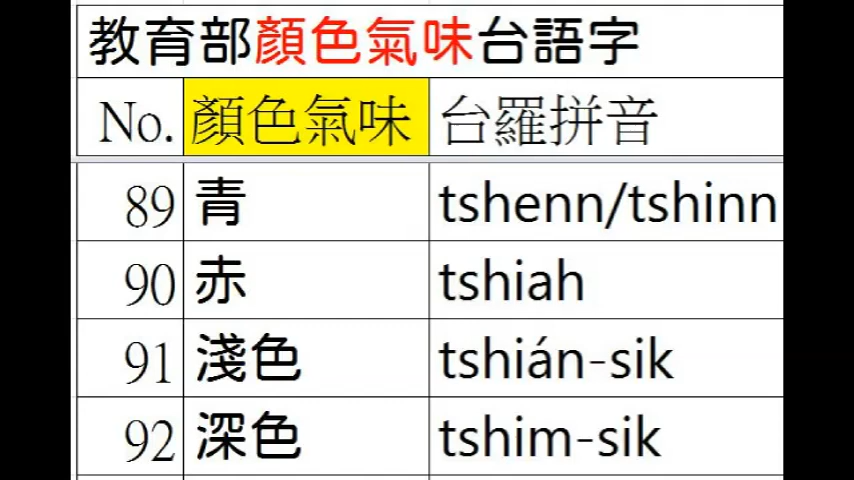 教育部顏色氣味台語字
No. 顏色氣味 台羅拼音
89 青 tshenn/tshinn
90 赤 tshiah
91 淺色 tshián-sik
92 深色 tshim-sik